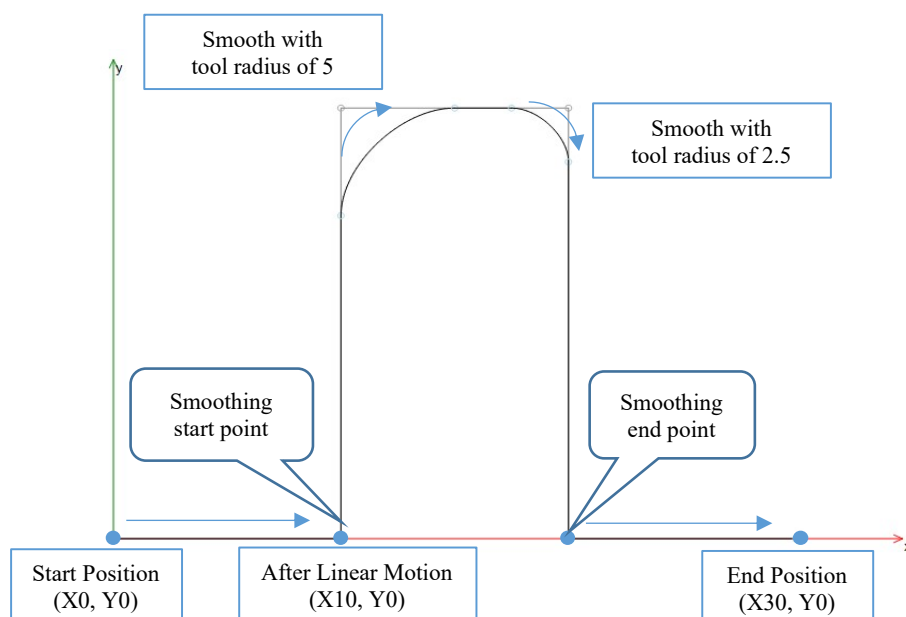 Smooth with
tool radius of 5
y
Smooth with
tool radius of 2.5
Smoothing
start point
Smoothing
end point
x
Start Position
(X0, Y0)
After Linear Motion
(X10, Y0)
End Position
(X30, Y0)